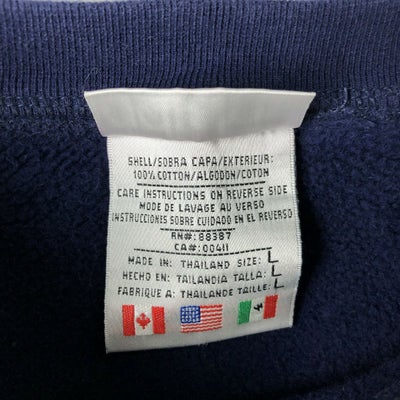 SHELL/SOBRA CAPA/EXTERIEUR:
100% COTTON/ALGODON/COTON
CARE INSTRUCTIONS ON REVERSE SIDE
MODE DE LAVAGE AU VERSO
INSTRUCCIONES SOBRE CUIDADO EN EL REVERSO
RN#: 88387
CA#: 00411
MADE IN: THAILAND SIZE: L
HECHO EN: TAILANDIA TALLA: L
FABRIQUE A: THAILANDE TAILLE: L